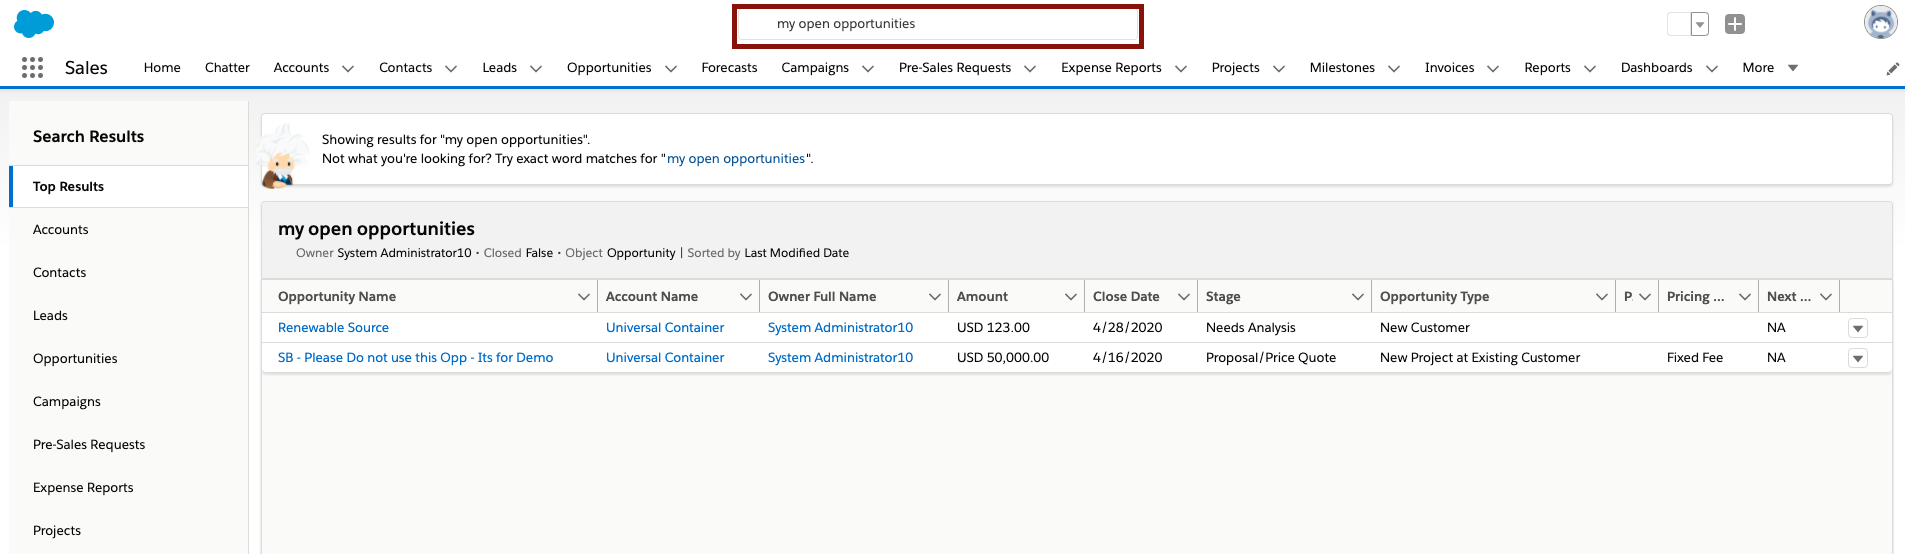 my open opportunities
Sales Home Chatter Accounts Contacts Leads Opportunities Forecasts Campaigns Pre-Sales Requests Expense Reports Projects Milestones Invoices Reports Dashboards More
Search Results
Top Results
Accounts
Contacts
Leads
Opportunities
Campaigns
Pre-Sales Requests
Expense Reports
Projects
Showing results for "my open opportunities".
Not what you're looking for? Try exact word matches for "my open opportunities".
my open opportunities
Owner System Administrator10 • Closed False • Object Opportunity | Sorted by Last Modified Date
Opportunity Name Account Name Owner Full Name Amount Close Date Stage Opportunity Type P. Pricing ... Next ...
Renewable Source Universal Container System Administrator10 USD 123.00 4/28/2020 Needs Analysis New Customer NA
SB - Please Do not use this Opp - Its for Demo Universal Container System Administrator10 USD 50,000.00 4/16/2020 Proposal/Price Quote New Project at Existing Customer Fixed Fee NA